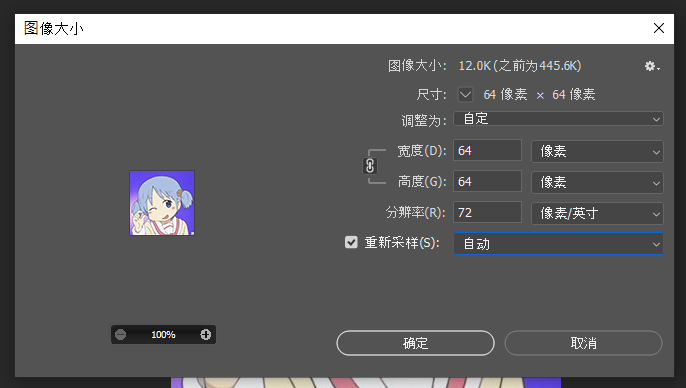 图像大小
图像大小: 12.0K (之前为445.6K)
尺寸: 64 像素 × 64 像素
调整为: 自定
宽度(D): 64 像素
高度(G): 64 像素
分辨率(R): 72 像素/英寸
重新采样(S): 自动
100%
确定 取消